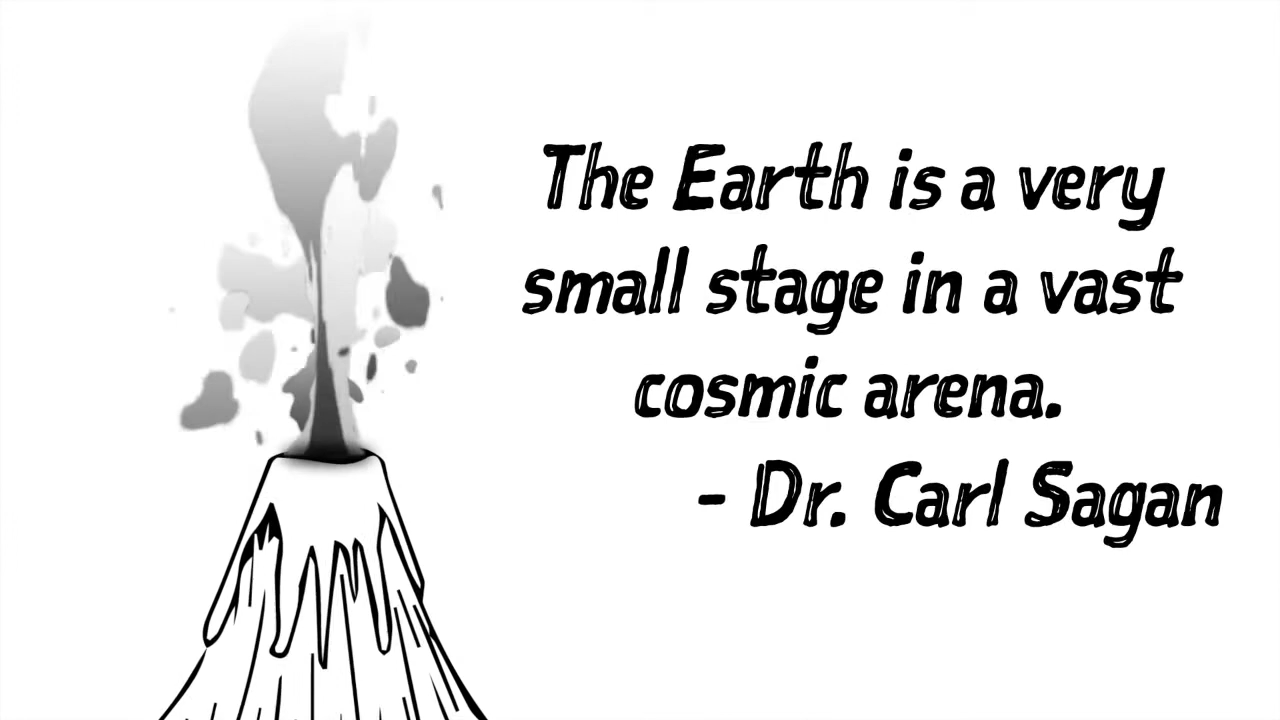 The Earth is a very
small stage in a vast
cosmic arena.
- Dr. Carl Sagan